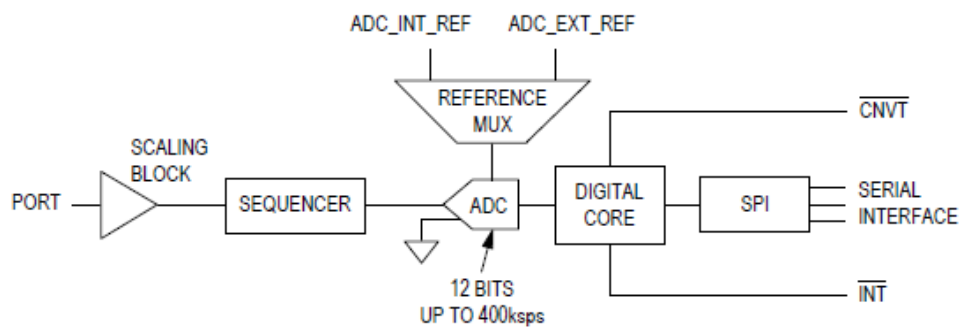 ADC_INT_REF ADC_EXT_REF
REFERENCE
MUX
CNVT
SCALING
BLOCK
PORT
SEQUENCER
ADC
DIGITAL
CORE
SPI
SERIAL
INTERFACE
12 BITS
UP TO 400ksps
INT